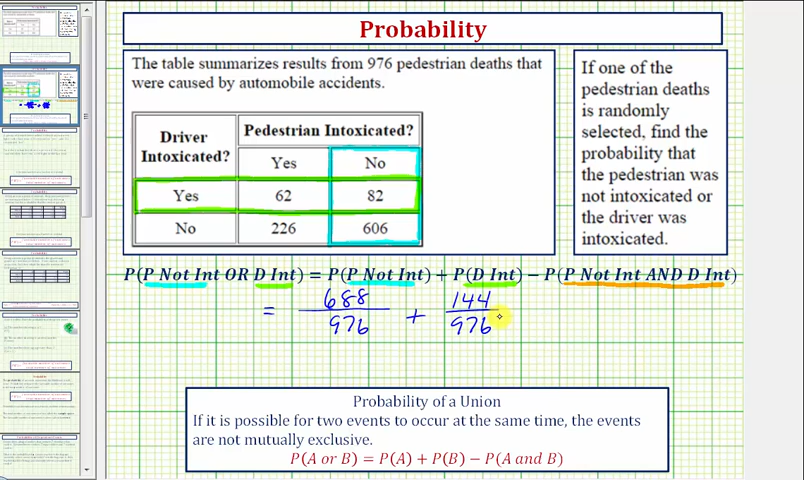 Probability
The table summarizes results from 976 pedestrian deaths that
were caused by automobile accidents.
Driver
Intoxicated?
Pedestrian Intoxicated?
Yes No
Yes 62 82
No 226 606
If one of the
pedestrian deaths
is randomly
selected, find the
probability that
the pedestrian was
not intoxicated or
the driver was
intoxicated.
P(P Not Int OR D Int) = P(P Not Int) + P(D Int) − P(P Not Int AND D Int)
= 688/976 + 144/976
Probability of a Union
If it is possible for two events to occur at the same time, the events
are not mutually exclusive.
P(A or B) = P(A) + P(B) − P(A and B)